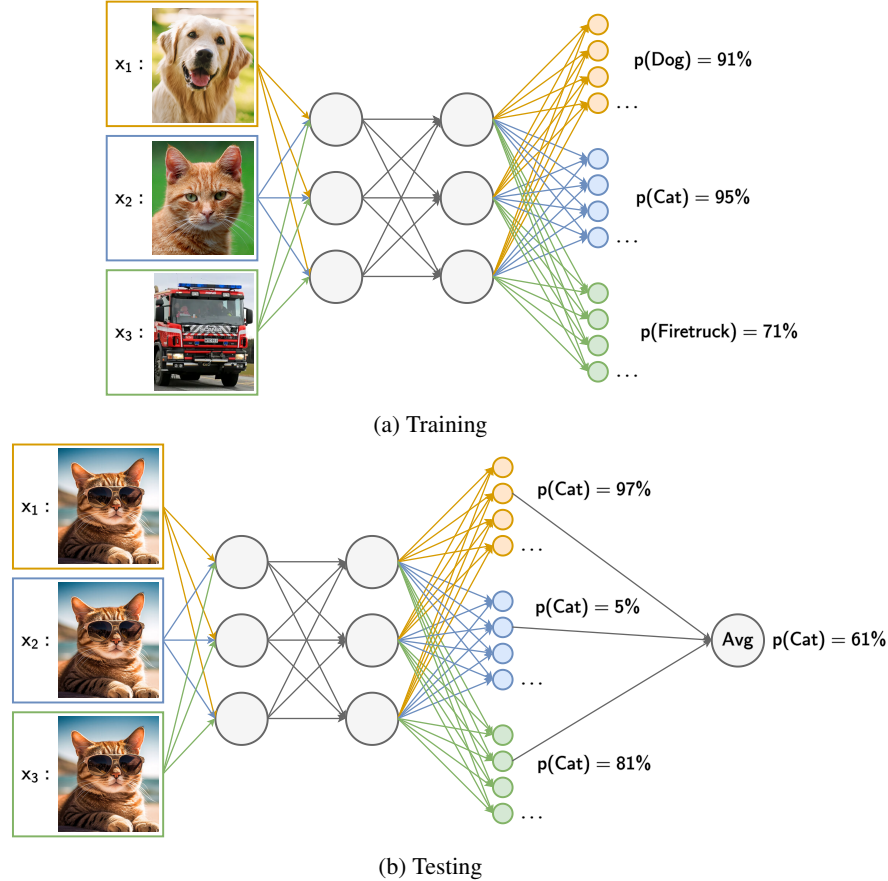 x₁ :
p(Dog) = 91%
...
x₂ :
p(Cat) = 95%
...
x₃ :
p(Firetruck) = 71%
...
(a) Training
x₁ :
p(Cat) = 97%
...
x₂ :
p(Cat) = 5%
...
Avg p(Cat) = 61%
x₃ :
p(Cat) = 81%
...
(b) Testing